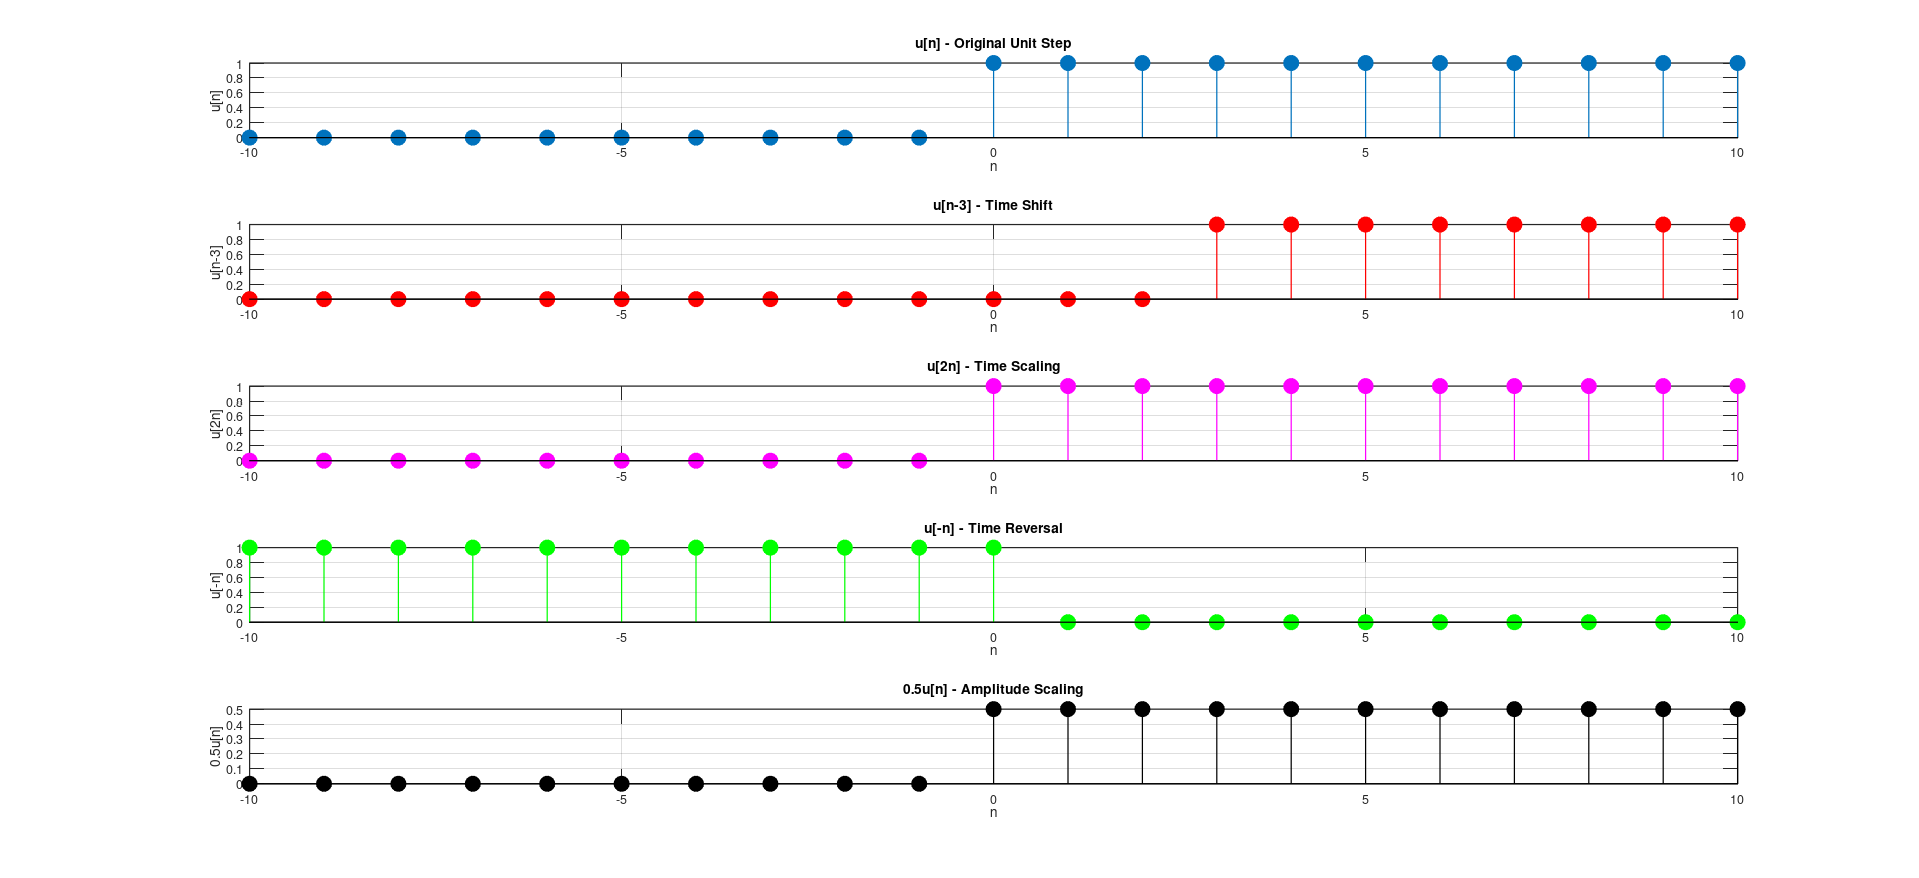 u[n] - Original Unit Step
u[n]
1
0.8
0.6
0.4
0.2
0
-10 -5 0 5 10
n
u[n-3] - Time Shift
u[n-3]
1
0.8
0.6
0.4
0.2
0
-10 -5 0 5 10
n
u[2n] - Time Scaling
u[2n]
1
0.8
0.6
0.4
0.2
0
-10 -5 0 5 10
n
u[-n] - Time Reversal
u[-n]
1
0.8
0.6
0.4
0.2
0
-10 -5 0 5 10
n
0.5u[n] - Amplitude Scaling
0.5u[n]
0.5
0.4
0.3
0.2
0.1
0
-10 -5 0 5 10
n